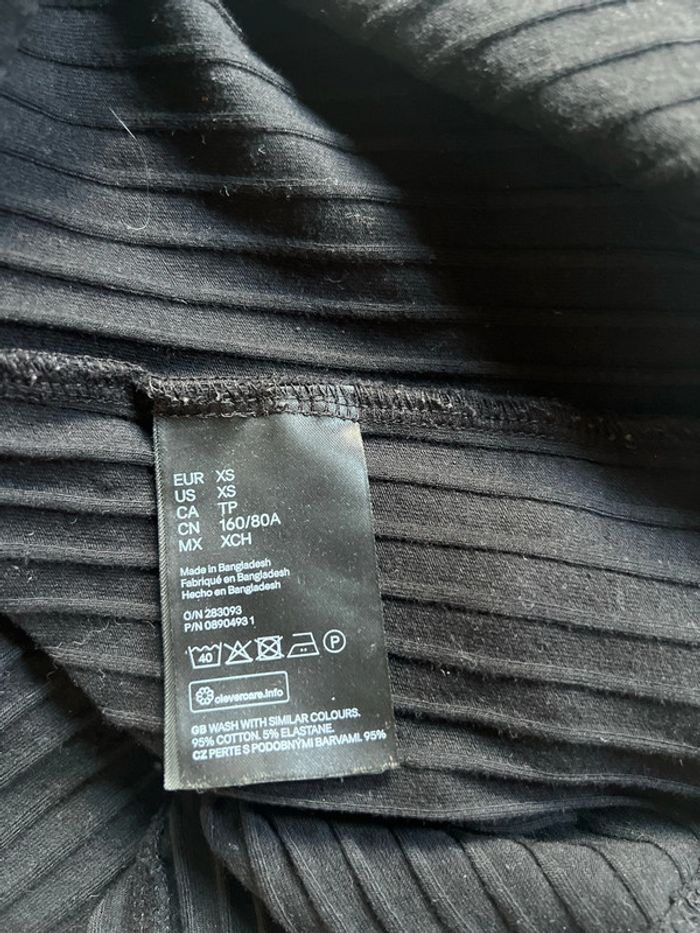 EUR XS
US XS
CA TP
CN 160/80A
MX XCH
Made in Bangladesh
Fabriqué en Bangladesh
Hecho en Bangladesh
O/N 283093
P/N 0890493 1
40 P
clevercare.info
GB WASH WITH SIMILAR COLOURS.
95% COTTON. 5% ELASTANE.
CZ PERTE S PODOBNÝMI BARVAMI. 95%